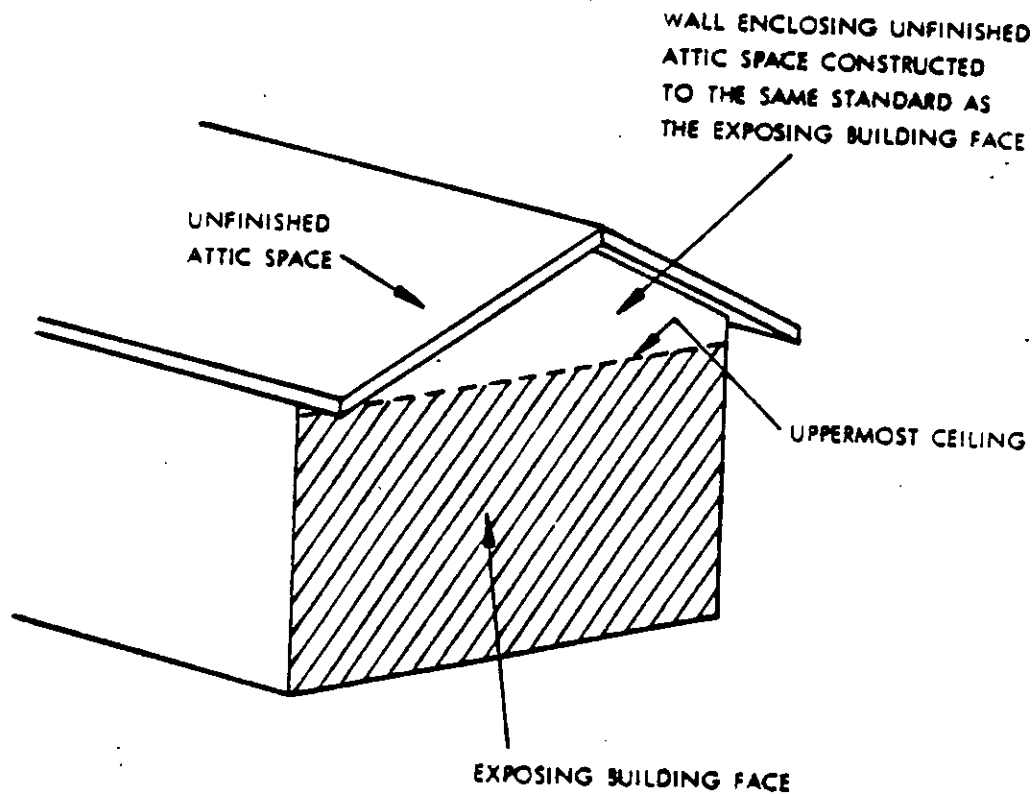 WALL ENCLOSING UNFINISHED
ATTIC SPACE CONSTRUCTED
TO THE SAME STANDARD AS
THE EXPOSING BUILDING FACE
UNFINISHED
ATTIC SPACE
UPPERMOST CEILING
EXPOSING BUILDING FACE